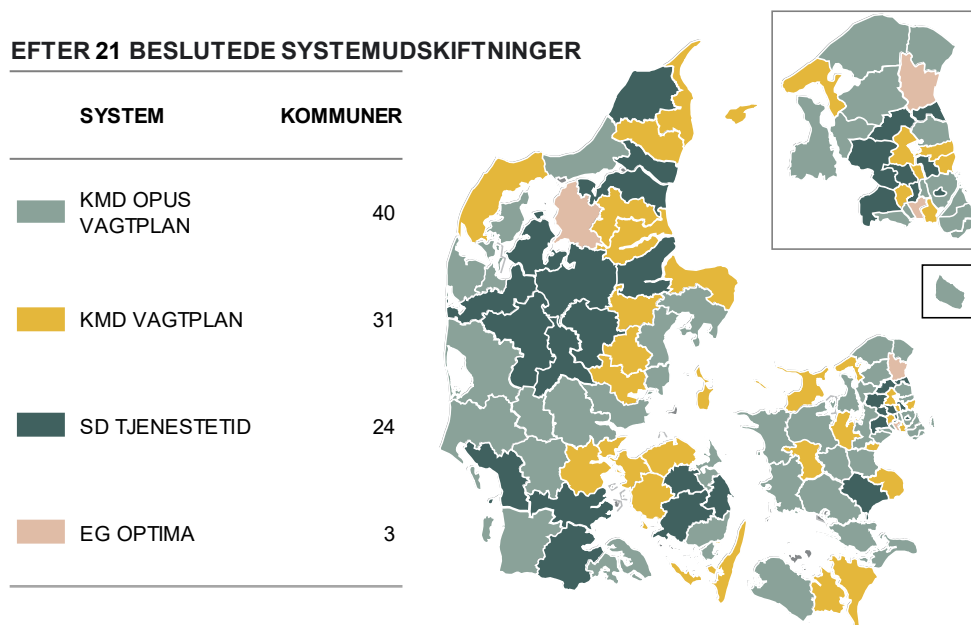 EFTER 21 BESLUTEDE SYSTEMUDSKIFTNINGER
SYSTEM KOMMUNER
KMD OPUS
VAGTPLAN 40
KMD VAGTPLAN 31
SD TJENESTETID 24
EG OPTIMA 3